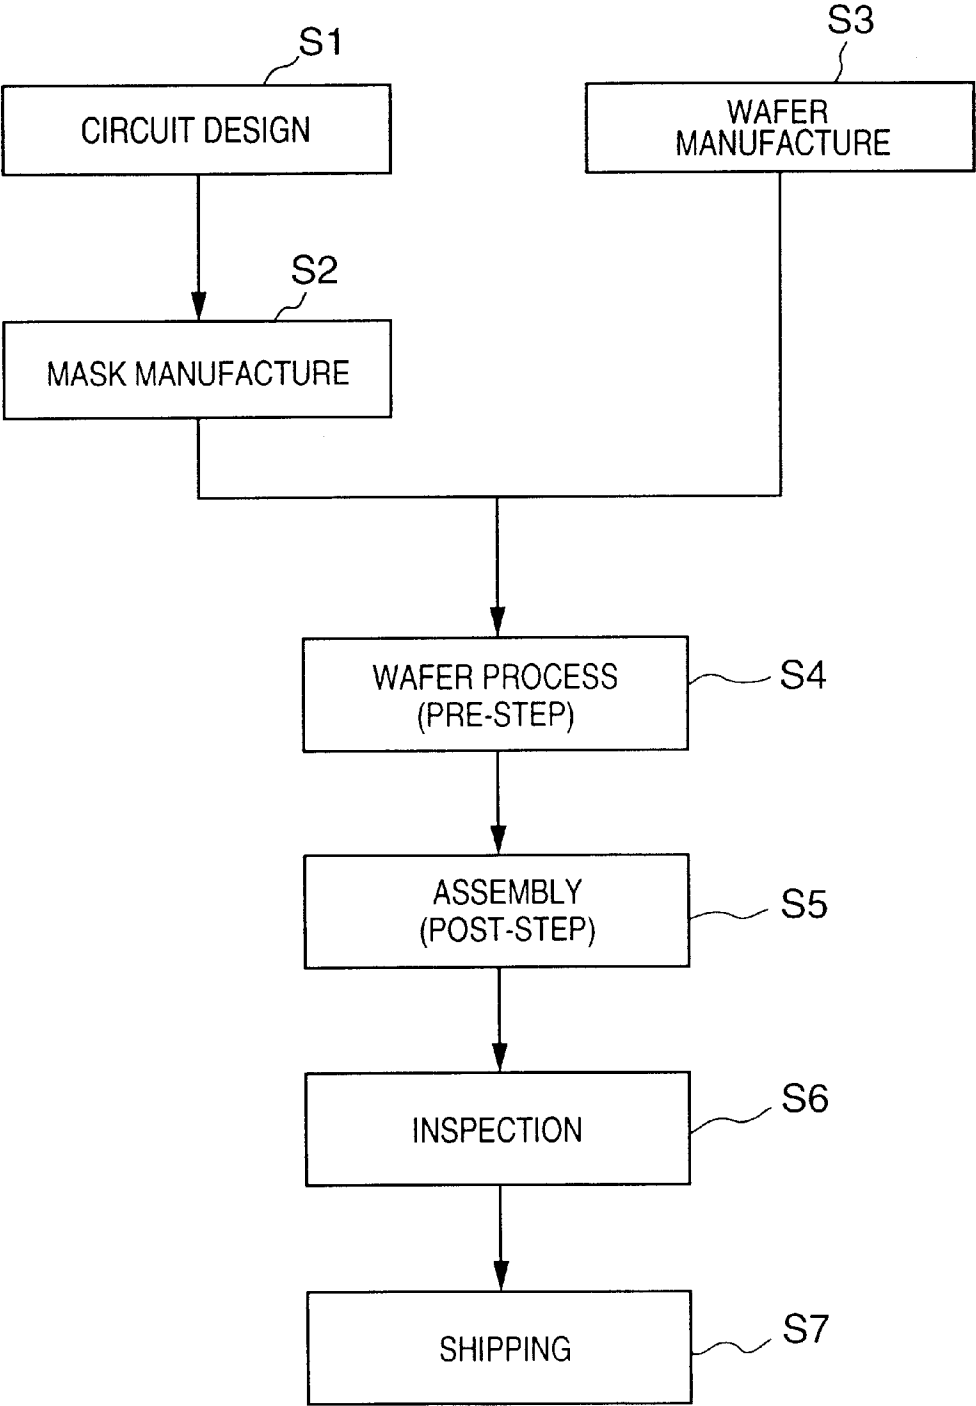 S1
CIRCUIT DESIGN
S3
WAFER
MANUFACTURE
S2
MASK MANUFACTURE
WAFER PROCESS
(PRE-STEP)
S4
ASSEMBLY
(POST-STEP)
S5
INSPECTION
S6
SHIPPING
S7